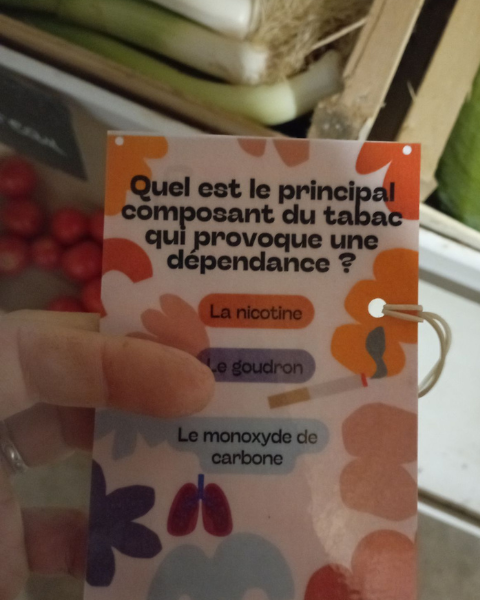 Quel est le principal
composant du tabac
qui provoque une
dépendance ?
La nicotine
Le goudron
Le monoxyde de
carbone